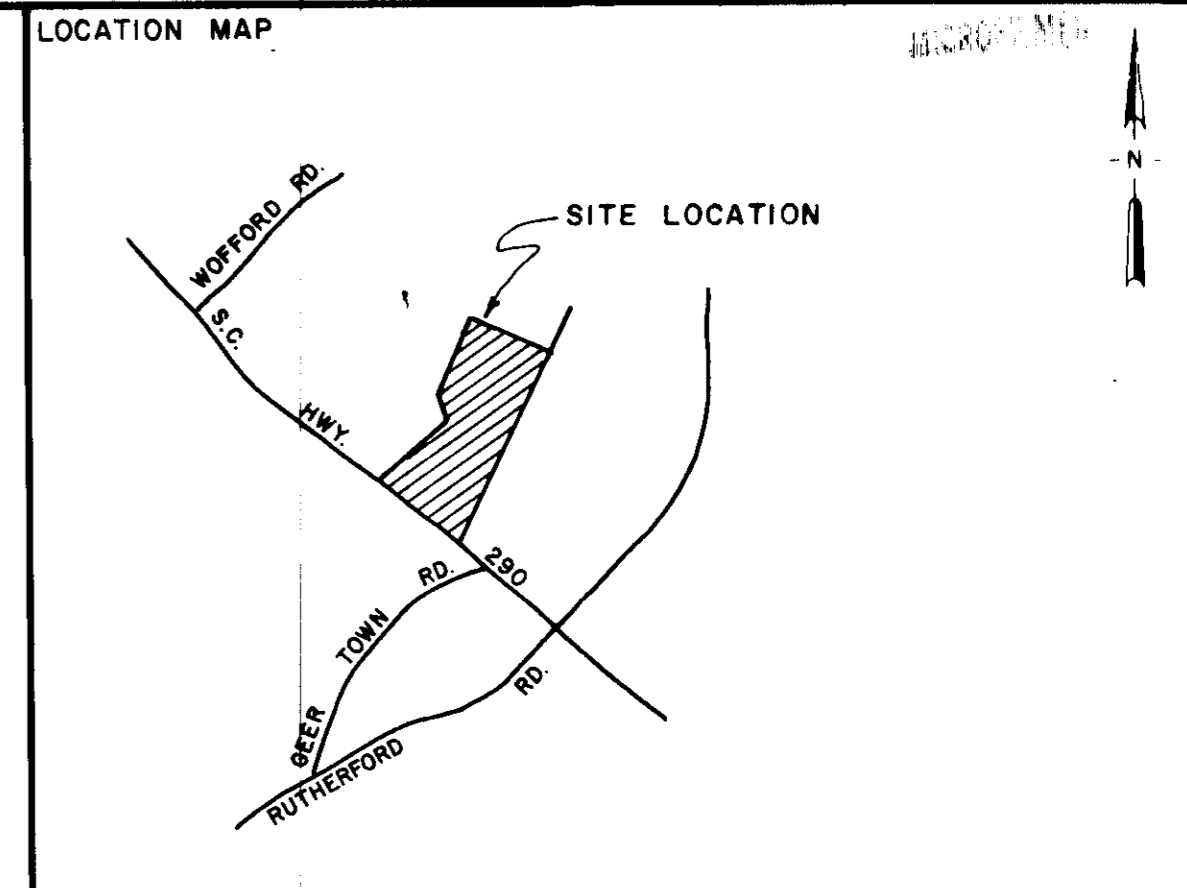 LOCATION MAP
N
WOFFORD RD.
SITE LOCATION
S.C. HWY. 290
GEER TOWN RD.
RUTHERFORD RD.